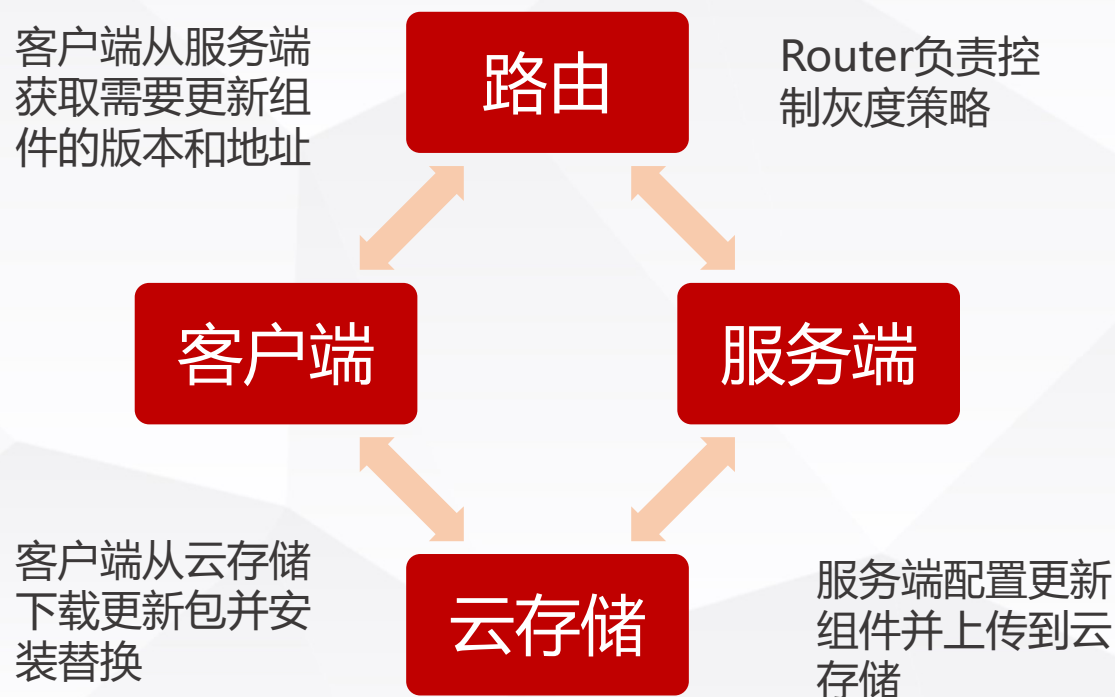 客户端从服务端
获取需要更新组
件的版本和地址
路由
Router负责控
制灰度策略
客户端
服务端
客户端从云存储
下载更新包并安
装替换
云存储
服务端配置更新
组件并上传到云
存储